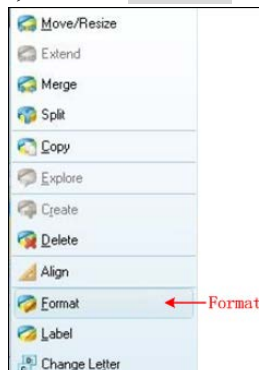 Move/Resize
Extend
Merge
Split
Copy
Explore
Create
Delete
Align
Format Format
Label
Change Letter